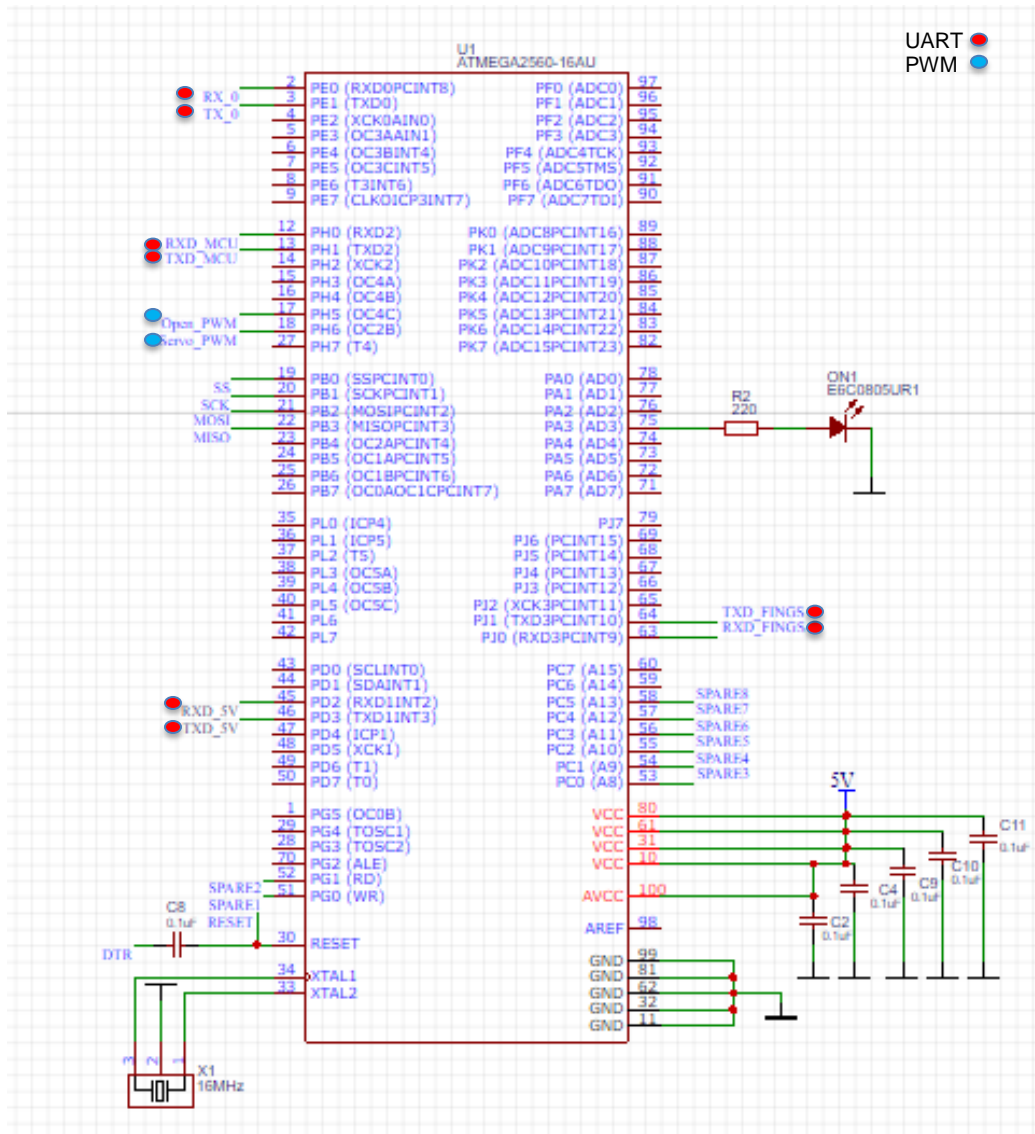 UART
PWM
U1
ATMEGA2560-16AU
RX_0
TX_0
2 PE0 (RXD0PCINT8)
3 PE1 (TXD0)
4 PE2 (XCK0AIN0)
5 PE3 (OC3AAIN1)
6 PE4 (OC3BINT4)
7 PE5 (OC3CINT5)
8 PE6 (T3INT6)
9 PE7 (CLKOICP3INT7)
PF0 (ADC0) 97
PF1 (ADC1) 96
PF2 (ADC2) 95
PF3 (ADC3) 94
PF4 (ADC4TCK) 93
PF5 (ADC5TMS) 92
PF6 (ADC6TDO) 91
PF7 (ADC7TDI) 90
RXD_MCU
TXD_MCU
Open_PWM
Servo_PWM
12 PH0 (RXD2)
13 PH1 (TXD2)
14 PH2 (XCK2)
15 PH3 (OC4A)
16 PH4 (OC4B)
17 PH5 (OC4C)
18 PH6 (OC2B)
27 PH7 (T4)
PK0 (ADC8PCINT16) 89
PK1 (ADC9PCINT17) 88
PK2 (ADC10PCINT18) 87
PK3 (ADC11PCINT19) 86
PK4 (ADC12PCINT20) 85
PK5 (ADC13PCINT21) 84
PK6 (ADC14PCINT22) 83
PK7 (ADC15PCINT23) 82
SS
SCK
MOSI
MISO
19 PB0 (SSPCINT0)
20 PB1 (SCKPCINT1)
21 PB2 (MOSIPCINT2)
22 PB3 (MISOPCINT3)
23 PB4 (OC2APCINT4)
24 PB5 (OC1APCINT5)
25 PB6 (OC1BPCINT6)
26 PB7 (OC0AOC1CPCINT7)
PA0 (AD0) 78
PA1 (AD1) 77
PA2 (AD2) 76
PA3 (AD3) 75
PA4 (AD4) 74
PA5 (AD5) 73
PA6 (AD6) 72
PA7 (AD7) 71
R2
220
ON1
E6C0805UR1
35 PL0 (ICP4)
36 PL1 (ICP5)
37 PL2 (T5)
38 PL3 (OC5A)
39 PL4 (OC5B)
40 PL5 (OC5C)
41 PL6
42 PL7
PJ7 79
PJ6 (PCINT15) 69
PJ5 (PCINT14) 68
PJ4 (PCINT13) 67
PJ3 (PCINT12) 66
PJ2 (XCK3PCINT11) 65
PJ1 (TXD3PCINT10) 64
PJ0 (RXD3PCINT9) 63
TXD_FINGS
RXD_FINGS
RXD_5V
TXD_5V
43 PD0 (SCLINT0)
44 PD1 (SDAINT1)
45 PD2 (RXD1INT2)
46 PD3 (TXD1INT3)
47 PD4 (ICP1)
48 PD5 (XCK1)
49 PD6 (T1)
50 PD7 (T0)
PC7 (A15) 60
PC6 (A14) 59
PC5 (A13) 58
PC4 (A12) 57
PC3 (A11) 56
PC2 (A10) 55
PC1 (A9) 54
PC0 (A8) 53
SPARE8
SPARE7
SPARE6
SPARE5
SPARE4
SPARE3
1 PG5 (OC0B)
29 PG4 (TOSC1)
28 PG3 (TOSC2)
70 PG2 (ALE)
52 PG1 (RD)
51 PG0 (WR)
SPARE2
SPARE1
RESET
C8
0.1uF
DTR
30 RESET
34 XTAL1
33 XTAL2
5V
VCC 80
VCC 61
VCC 31
VCC 10
AVCC 100
AREF 98
GND 99
GND 81
GND 62
GND 32
GND 11
C11
0.1uF
C10
0.1uF
C9
0.1uF
C4
0.1uF
C2
0.1uF
3 2 1
X1
16MHz